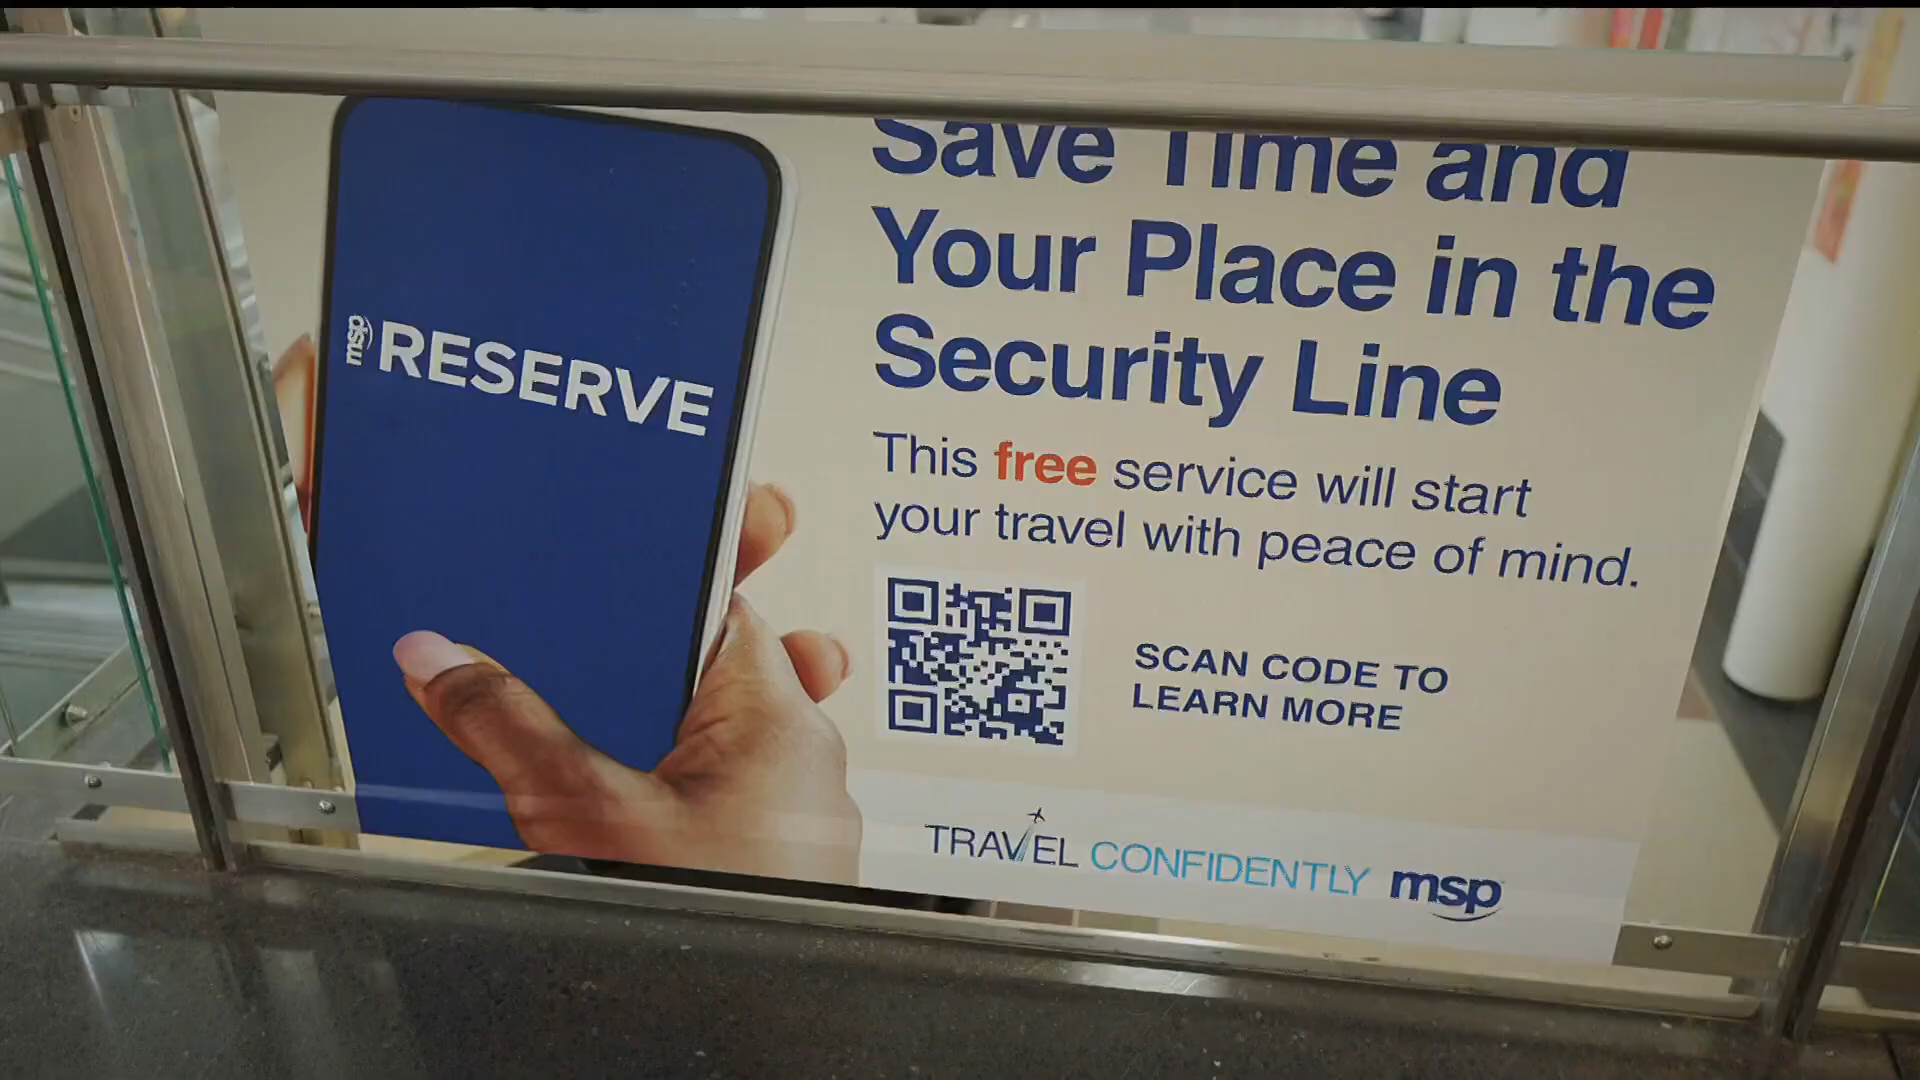 msp RESERVE
Save Time and
Your Place in the
Security Line
This free service will start
your travel with peace of mind.
SCAN CODE TO
LEARN MORE
TRAVEL CONFIDENTLY msp